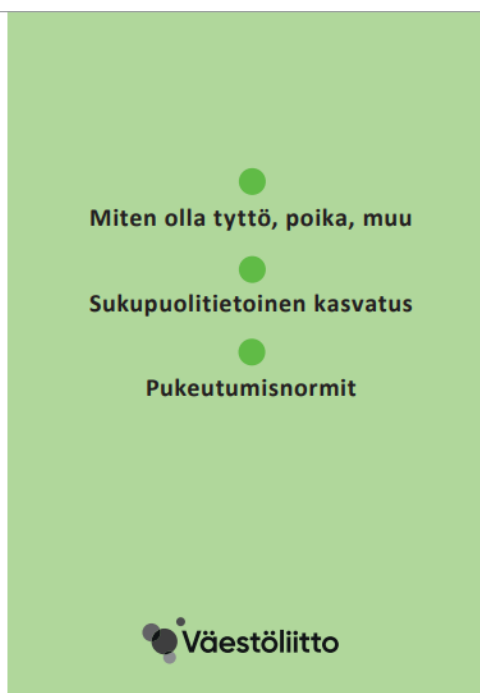 Miten olla tyttö, poika, muu
Sukupuolitietoinen kasvatus
Pukeutumisnormit
Väestöliitto